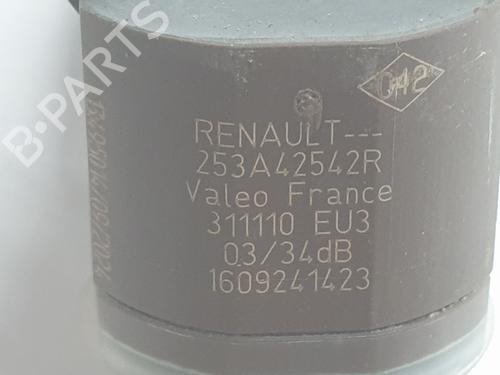 C42
RENAULT---
253A42542R
Valeo France
311110 EU3
03/34dB
1609241423
B-PARTS